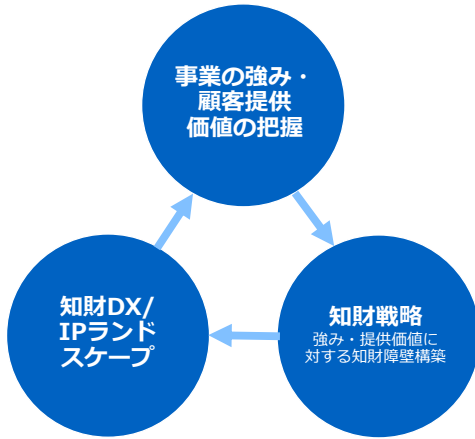 事業の強み・
顧客提供
価値の把握
知財DX/
IPランド
スケープ
知財戦略
強み・提供価値に
対する知財障壁構築